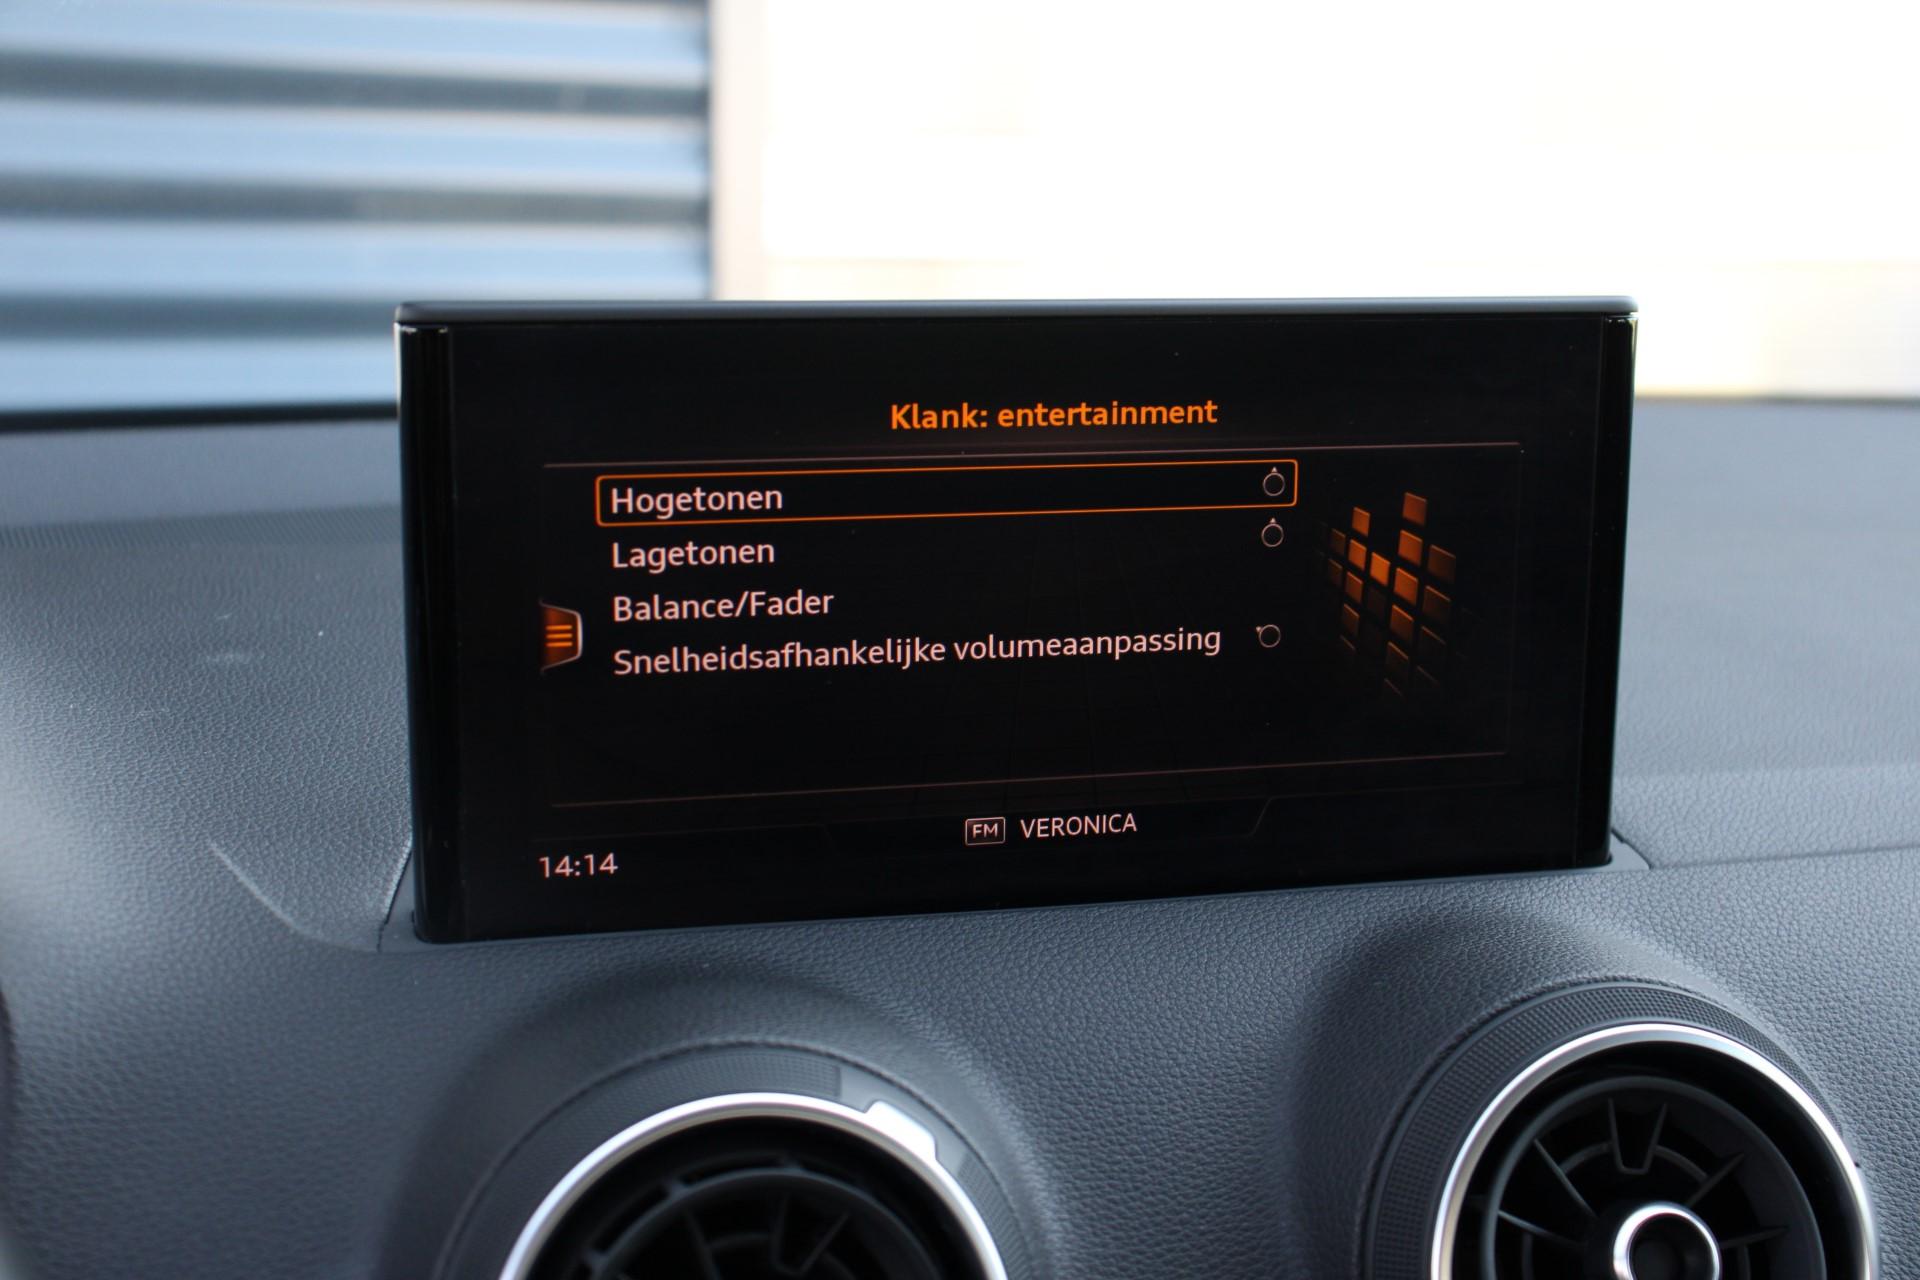 Klank: entertainment
Hogetonen
Lagetonen
Balance/Fader
Snelheidsafhankelijke volumeaanpassing
FM VERONICA
14:14